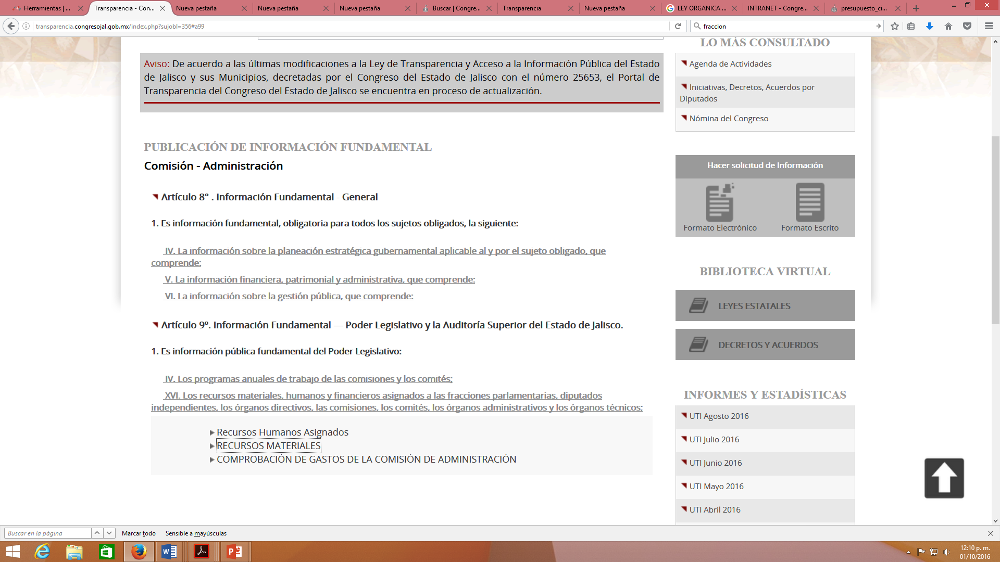 Herramientas | ...
Transparencia - Con...
Nueva pestaña
Nueva pestaña
Nueva pestaña
Buscar | Congre...
Transparencia
Nueva pestaña
LEY ORGANICA ...
INTRANET - Congre...
presupuesto_ci...
transparencia.congresojal.gob.mx/index.php?sujobl=356#a99
fraccion
Aviso: De acuerdo a las últimas modificaciones a la Ley de Transparencia y Acceso a la Información Pública del Estado
de Jalisco y sus Municipios, decretadas por el Congreso del Estado de Jalisco con el número 25653, el Portal de
Transparencia del Congreso del Estado de Jalisco se encuentra en proceso de actualización.
PUBLICACIÓN DE INFORMACIÓN FUNDAMENTAL
Comisión - Administración
Artículo 8° . Información Fundamental - General
1. Es información fundamental, obligatoria para todos los sujetos obligados, la siguiente:
IV. La información sobre la planeación estratégica gubernamental aplicable al y por el sujeto obligado, que
comprende:
V. La información financiera, patrimonial y administrativa, que comprende:
VI. La información sobre la gestión pública, que comprende:
Artículo 9º. Información Fundamental — Poder Legislativo y la Auditoría Superior del Estado de Jalisco.
1. Es información pública fundamental del Poder Legislativo:
IV. Los programas anuales de trabajo de las comisiones y los comités;
XVI. Los recursos materiales, humanos y financieros asignados a las fracciones parlamentarias, diputados
independientes, los órganos directivos, las comisiones, los comités, los órganos administrativos y los órganos técnicos;
Recursos Humanos Asignados
RECURSOS MATERIALES
COMPROBACIÓN DE GASTOS DE LA COMISIÓN DE ADMINISTRACIÓN
LO MÁS CONSULTADO
Agenda de Actividades
Iniciativas, Decretos, Acuerdos por
Diputados
Nómina del Congreso
Hacer solicitud de Información
Formato Electrónico
Formato Escrito
BIBLIOTECA VIRTUAL
LEYES ESTATALES
DECRETOS Y ACUERDOS
INFORMES Y ESTADÍSTICAS
UTI Agosto 2016
UTI Julio 2016
UTI Junio 2016
UTI Mayo 2016
UTI Abril 2016
Buscar en la página
Marcar todo
Sensible a mayúsculas
12:10 p. m.
01/10/2016